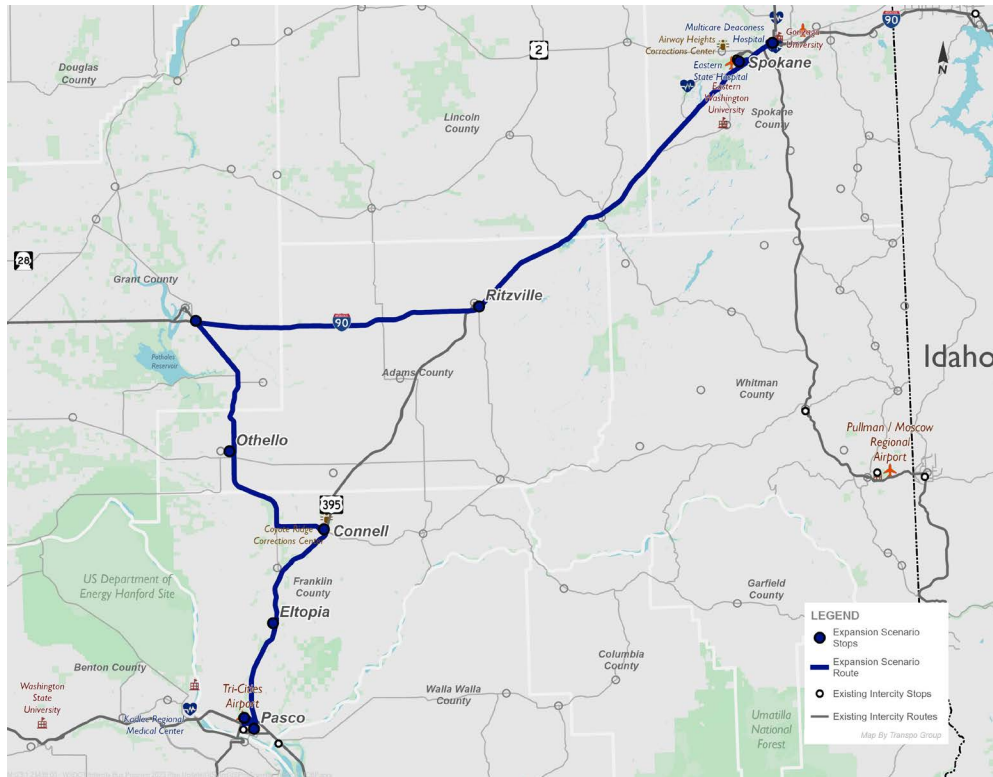 Multicare Deaconess
Hospital
Gonzaga
University
90
Airway Heights
Corrections Center
2
N
Spokane
Eastern
State Hospital
Eastern
Washington
University
Spokane
County
Douglas
County
Lincoln
County
28
Grant County
Ritzville
90
Potholes
Reservoir
Adams County
Idaho
Whitman
County
Pullman / Moscow
Regional
Airport
Othello
395
Connell
Coyote Ridge
Corrections Center
US Department of
Energy Hanford Site
Franklin
County
Garfield
County
Eltopia
LEGEND
Expansion Scenario
Stops
Expansion Scenario
Route
Existing Intercity Stops
Existing Intercity Routes
Map By Transpo Group
Benton County
Columbia
County
Washington
State
University
Tri-Cities
Airport
Walla Walla
County
Kadlec Regional
Medical Center
Pasco
Umatilla
National
Forest